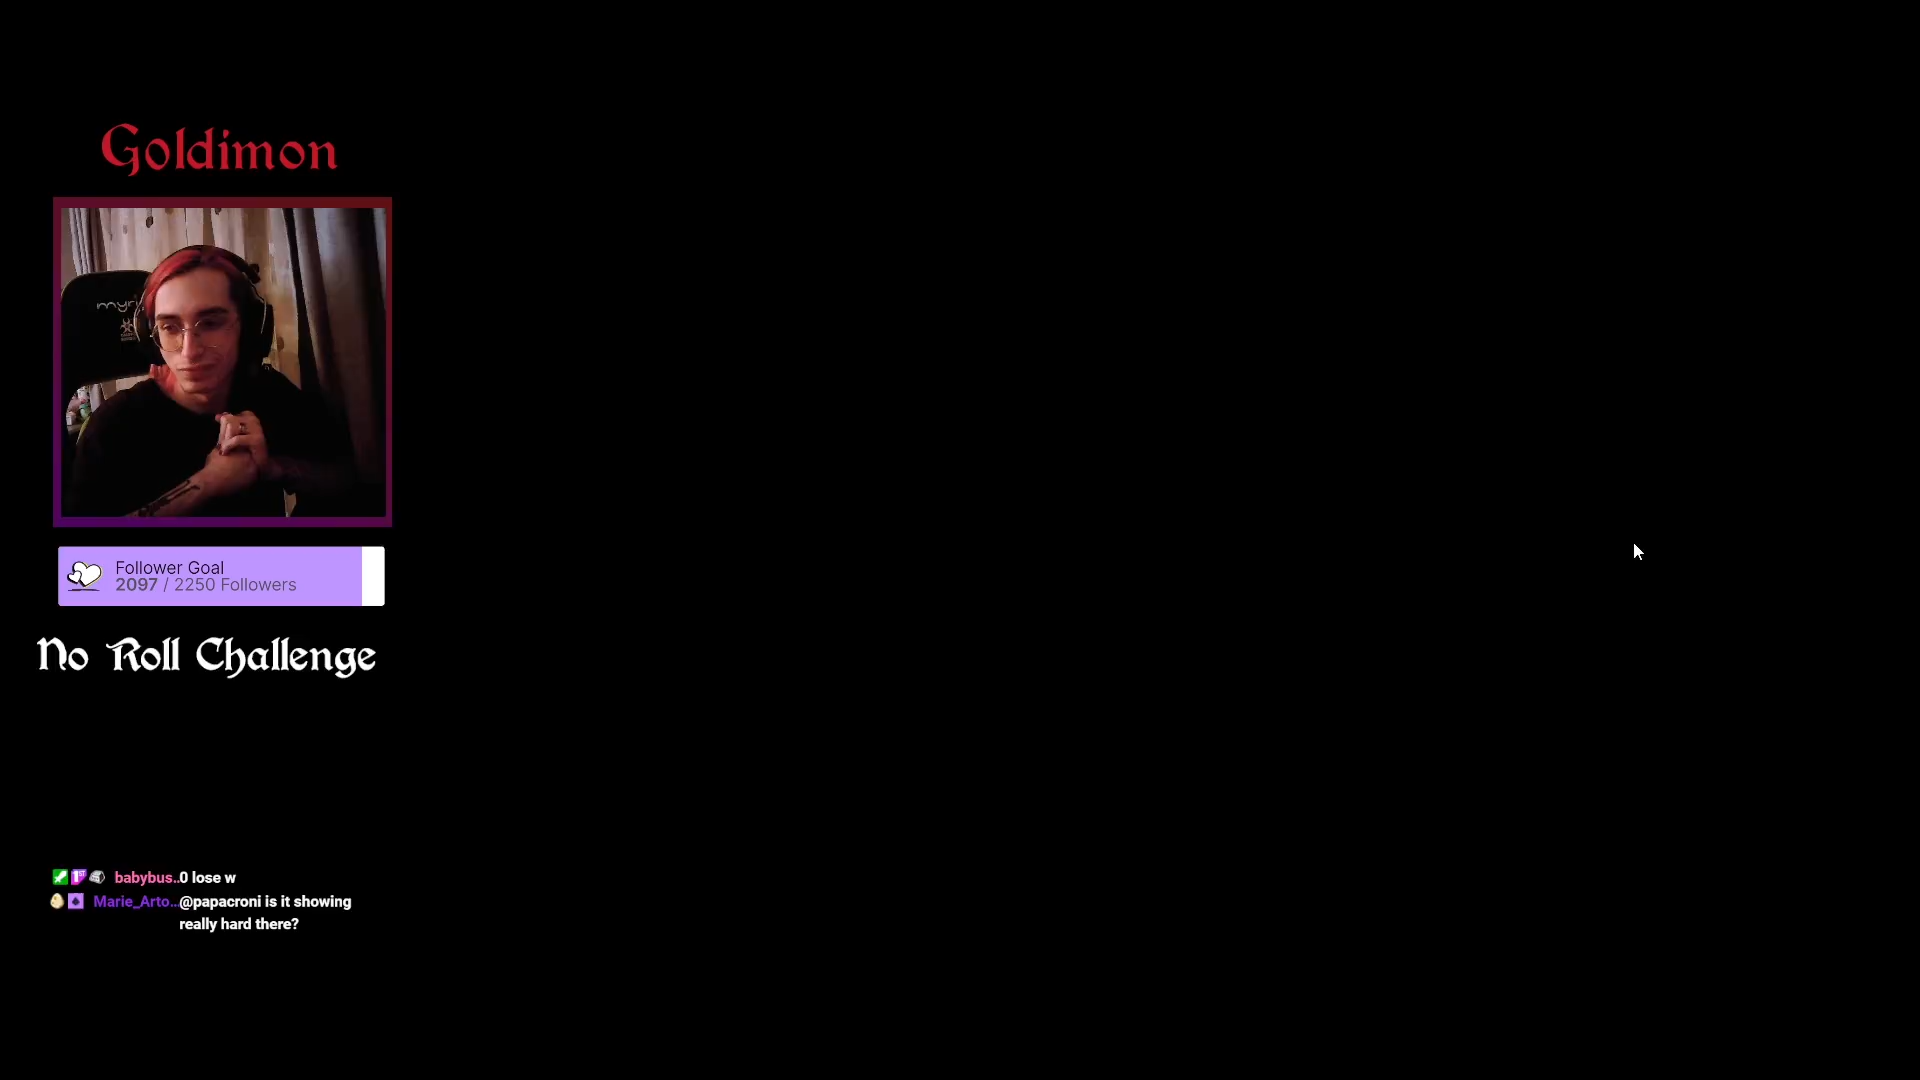 Goldimon
myri
Follower Goal
2097 / 2250 Followers
No Roll Challenge
babybus..0 lose w
Marie_Arto...@papacroni is it showing
really hard there?